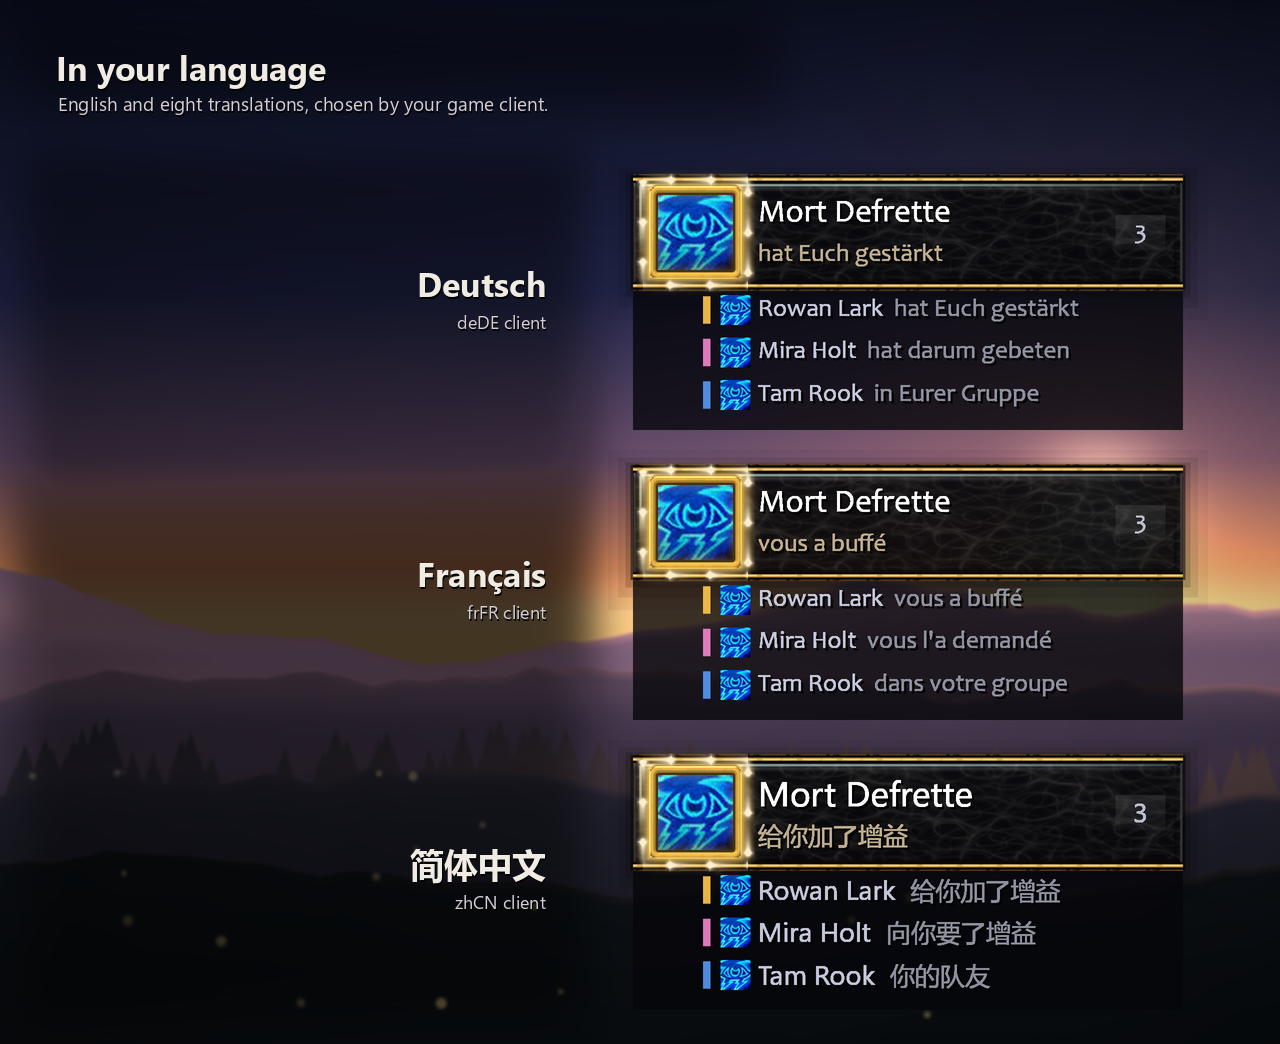 In your language
English and eight translations, chosen by your game client.
Deutsch
deDE client
Mort Defrette
hat Euch gestärkt
3
Rowan Lark hat Euch gestärkt
Mira Holt hat darum gebeten
Tam Rook in Eurer Gruppe
Français
frFR client
Mort Defrette
vous a buffé
3
Rowan Lark vous a buffé
Mira Holt vous l'a demandé
Tam Rook dans votre groupe
简体中文
zhCN client
Mort Defrette
给你加了增益
3
Rowan Lark 给你加了增益
Mira Holt 向你要了增益
Tam Rook 你的队友